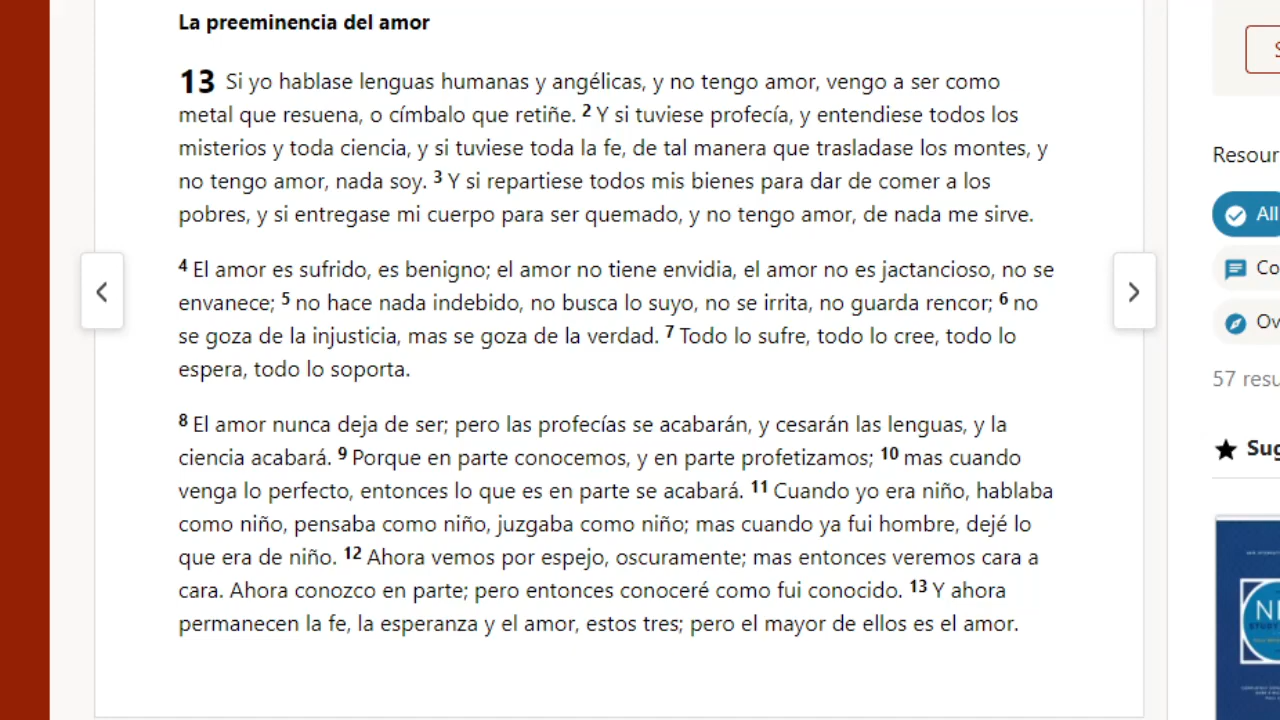 La preeminencia del amor
13 Si yo hablase lenguas humanas y angélicas, y no tengo amor, vengo a ser como
metal que resuena, o címbalo que retiñe. 2 Y si tuviese profecía, y entendiese todos los
misterios y toda ciencia, y si tuviese toda la fe, de tal manera que trasladase los montes, y
no tengo amor, nada soy. 3 Y si repartiese todos mis bienes para dar de comer a los
pobres, y si entregase mi cuerpo para ser quemado, y no tengo amor, de nada me sirve.
4 El amor es sufrido, es benigno; el amor no tiene envidia, el amor no es jactancioso, no se
envanece; 5 no hace nada indebido, no busca lo suyo, no se irrita, no guarda rencor; 6 no
se goza de la injusticia, mas se goza de la verdad. 7 Todo lo sufre, todo lo cree, todo lo
espera, todo lo soporta.
8 El amor nunca deja de ser; pero las profecías se acabarán, y cesarán las lenguas, y la
ciencia acabará. 9 Porque en parte conocemos, y en parte profetizamos; 10 mas cuando
venga lo perfecto, entonces lo que es en parte se acabará. 11 Cuando yo era niño, hablaba
como niño, pensaba como niño, juzgaba como niño; mas cuando ya fui hombre, dejé lo
que era de niño. 12 Ahora vemos por espejo, oscuramente; mas entonces veremos cara a
cara. Ahora conozco en parte; pero entonces conoceré como fui conocido. 13 Y ahora
permanecen la fe, la esperanza y el amor, estos tres; pero el mayor de ellos es el amor.
Resour
All
Co
Ov
57 resu
Sug